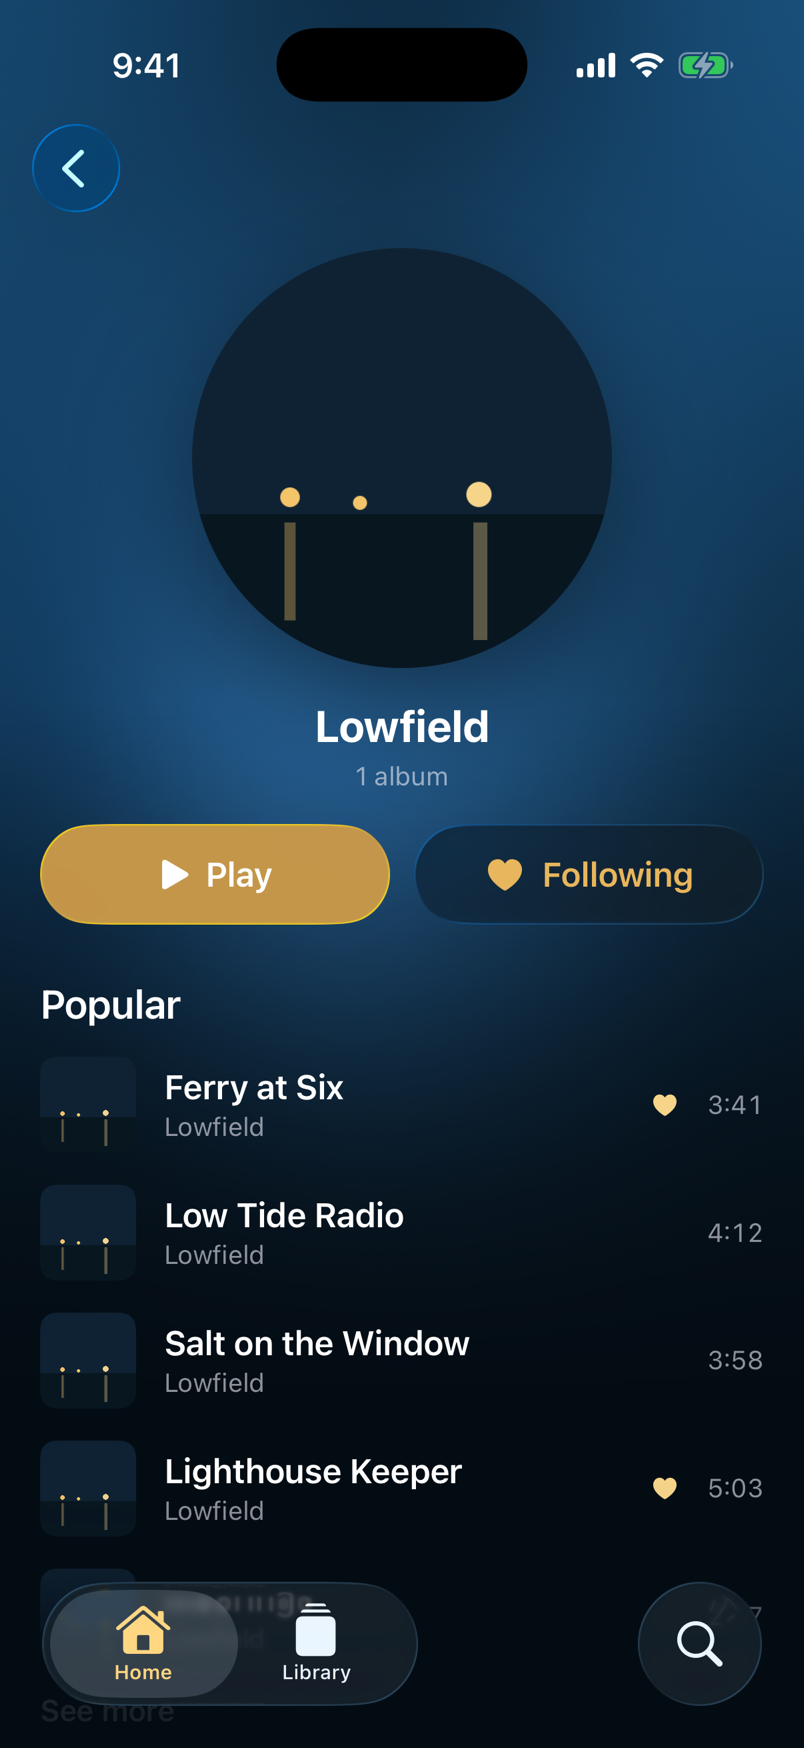 9:41
Lowfield
1 album
Play
Following
Popular
Ferry at Six
Lowfield
3:41
Low Tide Radio
Lowfield
4:12
Salt on the Window
Lowfield
3:58
Lighthouse Keeper
Lowfield
5:03
Home
Library
See more